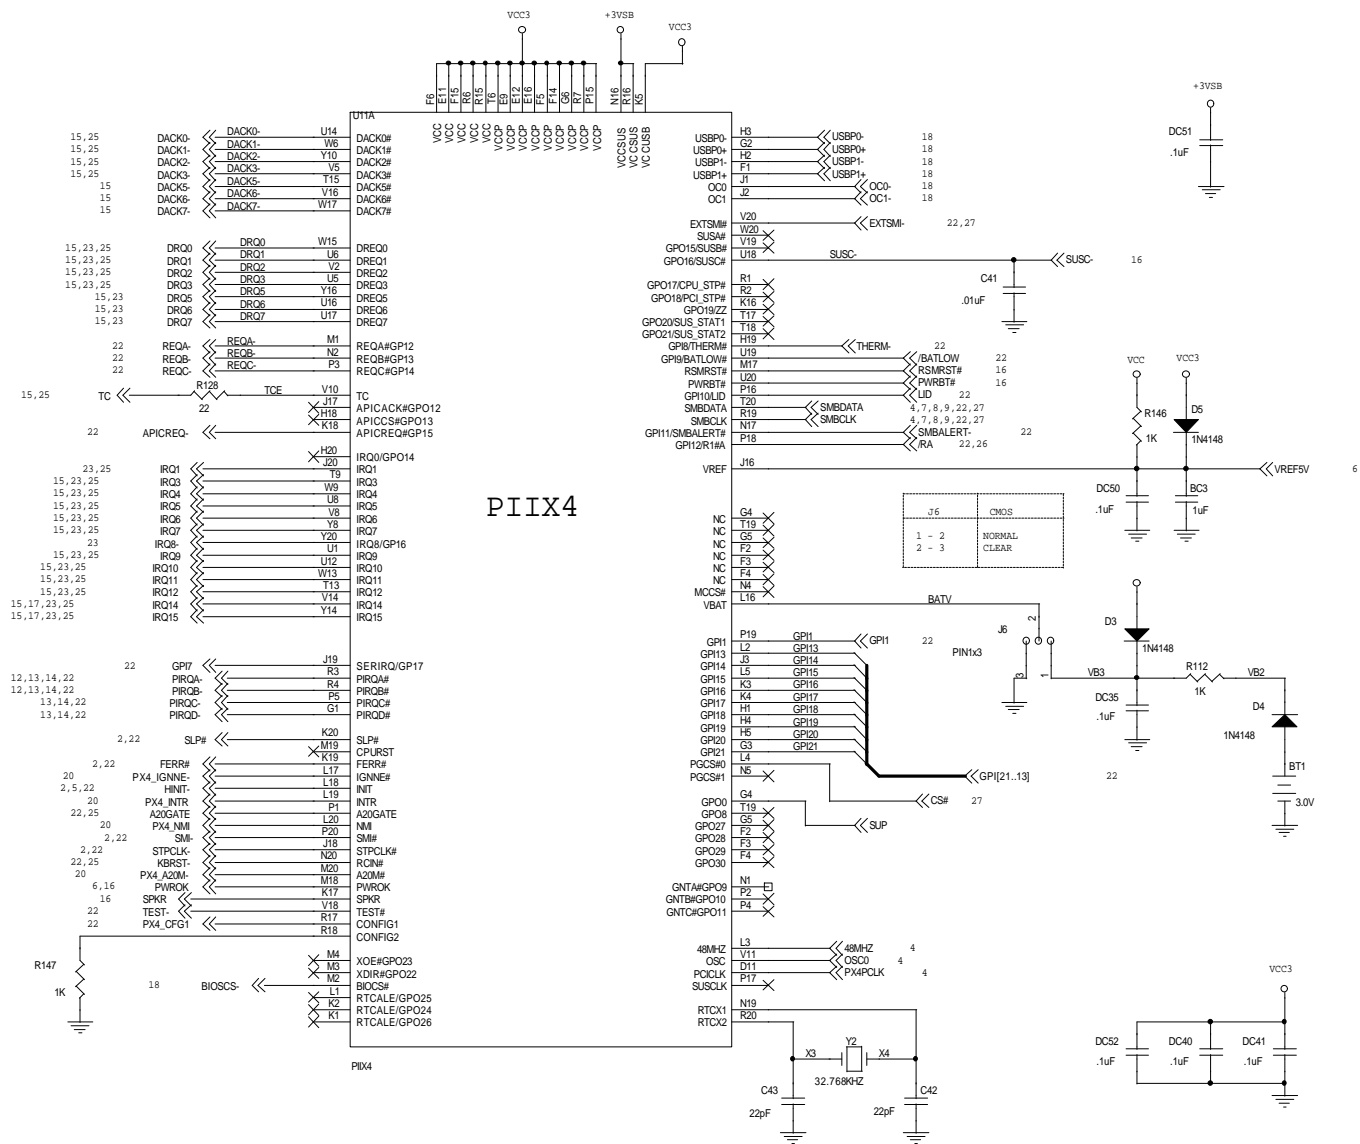 VCC3
+3VSB
VCC3
F6 E11 F15 R6 R15 T6 E9 E12 E16 F5 F14 G6 R7 P15 N16 R16 K5
U11A
VCC VCC VCC VCC VCC VCCP VCCP VCCP VCCP VCCP VCCP VCCP VCCP VCCP VCCSUS VCCSUS VCCUSB
15,25 DACK0- DACK0- U14 DACK0#
15,25 DACK1- DACK1- W6 DACK1#
15,25 DACK2- DACK2- Y10 DACK2#
15,25 DACK3- DACK3- V5 DACK3#
15 DACK5- DACK5- T15 DACK5#
15 DACK6- DACK6- V16 DACK6#
15 DACK7- DACK7- W17 DACK7#
15,23,25 DRQ0 DRQ0 W15 DREQ0
15,23,25 DRQ1 DRQ1 U6 DREQ1
15,23,25 DRQ2 DRQ2 V2 DREQ2
15,23,25 DRQ3 DRQ3 U5 DREQ3
15,23 DRQ5 DRQ5 Y16 DREQ5
15,23 DRQ6 DRQ6 U16 DREQ6
15,23 DRQ7 DRQ7 U17 DREQ7
22 REQA- REQA- M1 REQA#GP12
22 REQB- REQB- N2 REQB#GP13
22 REQC- REQC- P3 REQC#GP14
15,25 TC R128 22 TCE V10 TC
J17 APICACK#GPO12
H18 APICCS#GPO13
22 APICREQ- K18 APICREQ#GP15
H20 IRQ0/GPO14
23,25 IRQ1 J20 IRQ1
15,23,25 IRQ3 T9 IRQ3
15,23,25 IRQ4 W9 IRQ4
15,23,25 IRQ5 U8 IRQ5
15,23,25 IRQ6 V8 IRQ6
15,23,25 IRQ7 Y8 IRQ7
23 IRQ8- Y20 IRQ8/GP16
15,23,25 IRQ9 U1 IRQ9
15,23,25 IRQ10 U12 IRQ10
15,23,25 IRQ11 W13 IRQ11
15,23,25 IRQ12 T13 IRQ12
15,17,23,25 IRQ14 V14 IRQ14
15,17,23,25 IRQ15 Y14 IRQ15
22 GPI7 J19 SERIRQ/GP17
12,13,14,22 PIRQA- R3 PIRQA#
12,13,14,22 PIRQB- R4 PIRQB#
13,14,22 PIRQC- P5 PIRQC#
13,14,22 PIRQD- G1 PIRQD#
2,22 SLP# K20 SLP#
M19 CPURST
2,22 FERR# K19 FERR#
20 PX4_IGNNE- L17 IGNNE#
2,5,22 HINIT- L18 INIT
20 PX4_INTR L19 INTR
22,25 A20GATE P1 A20GATE
20 PX4_NMI L20 NMI
2,22 SMI- P20 SMI#
2,22 STPCLK- J18 STPCLK#
22,25 KBRST- N20 RCIN#
20 PX4_A20M- M20 A20M#
6,16 PWROK M18 PWROK
16 SPKR K17 SPKR
22 TEST- V18 TEST#
22 PX4_CFG1 R17 CONFIG1
R18 CONFIG2
R147
1K
M4 XOE#GPO23
M3 XDIR#GPO22
18 BIOSCS- M2 BIOCS#
L1 RTCALE/GPO25
K2 RTCALE/GPO24
K1 RTCALE/GPO26
PIIX4
PIIX4
USBP0- H3 USBP0- 18
USBP0+ G2 USBP0+ 18
USBP1- H2 USBP1- 18
USBP1+ F1 USBP1+ 18
OC0 J1 OC0- 18
OC1 J2 OC1- 18
EXTSMI# V20 EXTSMI- 22,27
SUSA# W20
GPO15/SUSB# V19
GPO16/SUSC# U18 SUSC- SUSC- 16
C41
.01uF
GPO17/CPU_STP# R1
GPO18/PCI_STP# R2
GPO19/ZZ K16
GPO20/SUS_STAT1 T17
GPO21/SUS_STAT2 T18
GPI8/THERM# H19 THERM- 22
GPI9/BATLOW# U19 /BATLOW 22
RSMRST# M17 RSMRST# 16
PWRBT# U20 PWRBT# 16
GPI10/LID P16 LID 22
SMBDATA T20 SMBDATA 4,7,8,9,22,27
SMBCLK R19 SMBCLK 4,7,8,9,22,27
GPI11/SMBALERT# N17 SMBALERT- 22
GPI12/R1#A P18 /RA 22,26
VREF J16 VREF5V 6
NC G4
NC T19
NC G5
NC F2
NC F3
NC F4
MCCS# N4
VBAT L16 BATV
GPI1 P19 GPI1 GPI1 22
GPI13 L2 GPI13
GPI14 J3 GPI14
GPI15 L5 GPI15
GPI16 K3 GPI16
GPI17 K4 GPI17
GPI18 H1 GPI18
GPI19 H4 GPI19
GPI20 H5 GPI20
GPI21 G3 GPI21
GPI[21..13] 22
PGCS#0 L4 CS# 27
PGCS#1 N5
GPO0 G4 SUP
GPO8 T19
GPO27 G5
GPO28 F2
GPO29 F3
GPO30 F4
GNTA#GPO9 N1
GNTB#GPO10 P2
GNTC#GPO11 P4
48MHZ L3 48MHZ 4
OSC V11 OSC0 4
PCICLK D11 PX4PCLK 4
SUSCLK P17
RTCX1 N19
RTCX2 R20
X3 Y2 X4
32.768KHZ
C43
22pF
C42
22pF
+3VSB
DC51
.1uF
VCC
VCC3
R146
1K
D5
1N4148
DC50
.1uF
BC3
1uF
J6 CMOS
1 - 2 NORMAL
2 - 3 CLEAR
J6
PIN1x3
2
3
1
D3
1N4148
VB3
R112
1K
VB2
DC35
.1uF
D4
1N4148
BT1
3.0V
VCC3
DC52
.1uF
DC40
.1uF
DC41
.1uF